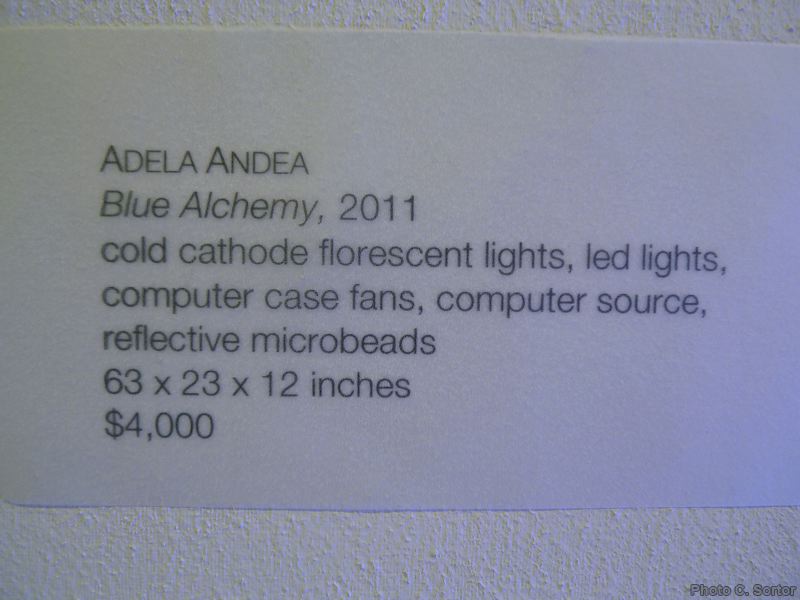 ADELA ANDEA
Blue Alchemy, 2011
cold cathode florescent lights, led lights,
computer case fans, computer source,
reflective microbeads
63 x 23 x 12 inches
$4,000
Photo C. Sortor